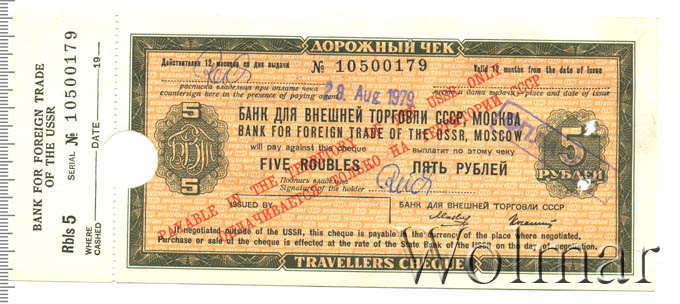 BANK FOR FOREIGN TRADE
OF THE USSR
SERIAL № 10500179
Rbls 5
WHERE
CASHED
DATE 19
ДОРОЖНЫЙ ЧЕК
Действителен 12 месяцев со дня выдачи
№ 10500179
Valid 12 months from the date of issue
расписка владельца при оплате чека
countersign here in the presence of paying
28 Aug 1979
дата выдачи-place and date of issue
БАНК ДЛЯ ВНЕШНЕЙ ТОРГОВЛИ СССР, МОСКВА
BANK FOR FOREIGN TRADE OF THE USSR, MOSCOW
will pay against this cheque
выплатит по этому чеку
FIVE ROUBLES
ПЯТЬ РУБЛЕЙ
Подпись владельца
Signature of the holder
PAYABLE IN THE TERRITORY USSR ONLY
ОПЛАЧИВАЕТСЯ ТОЛЬКО НА ТЕРРИТОРИИ СССР
5
5
5
РУБЛЕЙ
ISSUED BY
БАНК ДЛЯ ВНЕШНЕЙ ТОРГОВЛИ СССР
If negotiated outside of the USSR, this cheque is payable in the currency of the place where negotiated.
Purchase or sale of the cheque is effected at the rate of the State Bank of the USSR on the day of negotiation.
TRAVELLERS CHEQUE
Wolmar